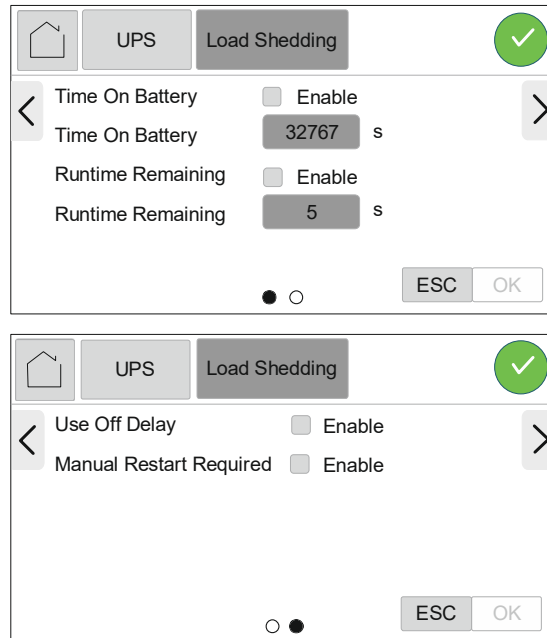 UPS Load Shedding
Time On Battery Enable
Time On Battery 32767 s
Runtime Remaining Enable
Runtime Remaining 5 s
ESC OK
UPS Load Shedding
Use Off Delay Enable
Manual Restart Required Enable
ESC OK